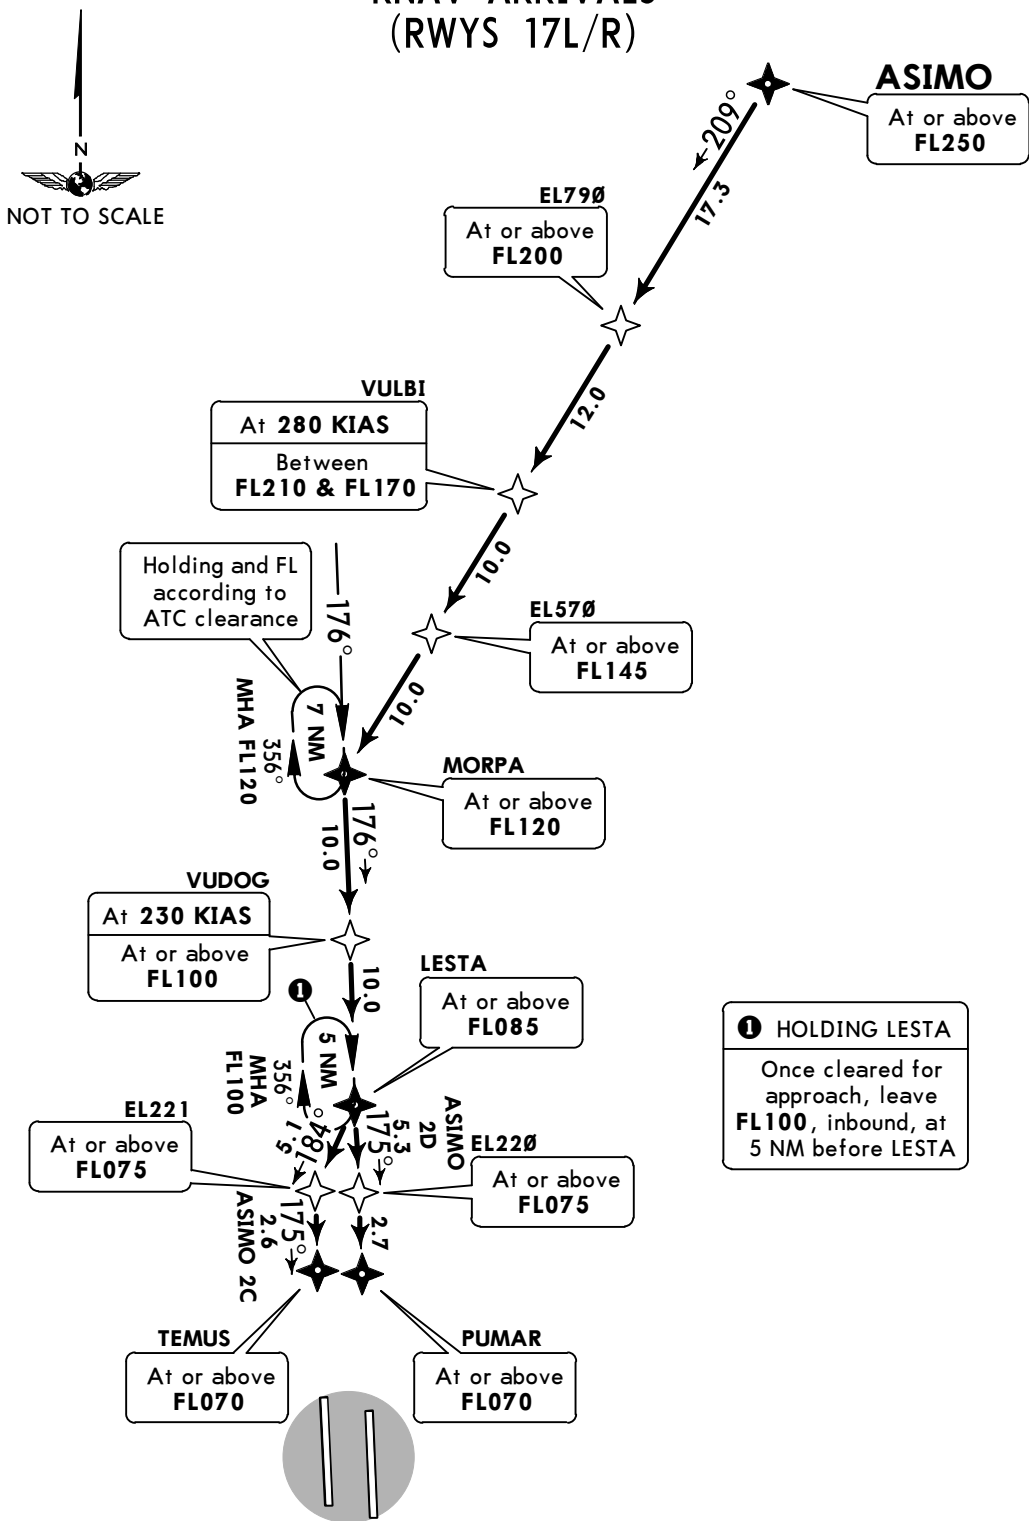 (RWYS 17L/R)
N
NOT TO SCALE
ASIMO
At or above
FL250
209°
17.3
EL79Ø
At or above
FL200
12.0
VULBI
At 280 KIAS
Between
FL210 & FL170
10.0
Holding and FL
according to
ATC clearance
176°
EL57Ø
At or above
FL145
10.0
7 NM
356°
MHA FL120
MORPA
At or above
FL120
176°
10.0
VUDOG
At 230 KIAS
At or above
FL100
10.0
LESTA
At or above
FL085
1
5 NM
356°
MHA
FL100
1 HOLDING LESTA
Once cleared for
approach, leave
FL100, inbound, at
5 NM before LESTA
EL221
At or above
FL075
5.1
184°
175°
5.3
ASIMO
2D
EL22Ø
At or above
FL075
175°
2.6
ASIMO 2C
2.7
TEMUS
At or above
FL070
PUMAR
At or above
FL070